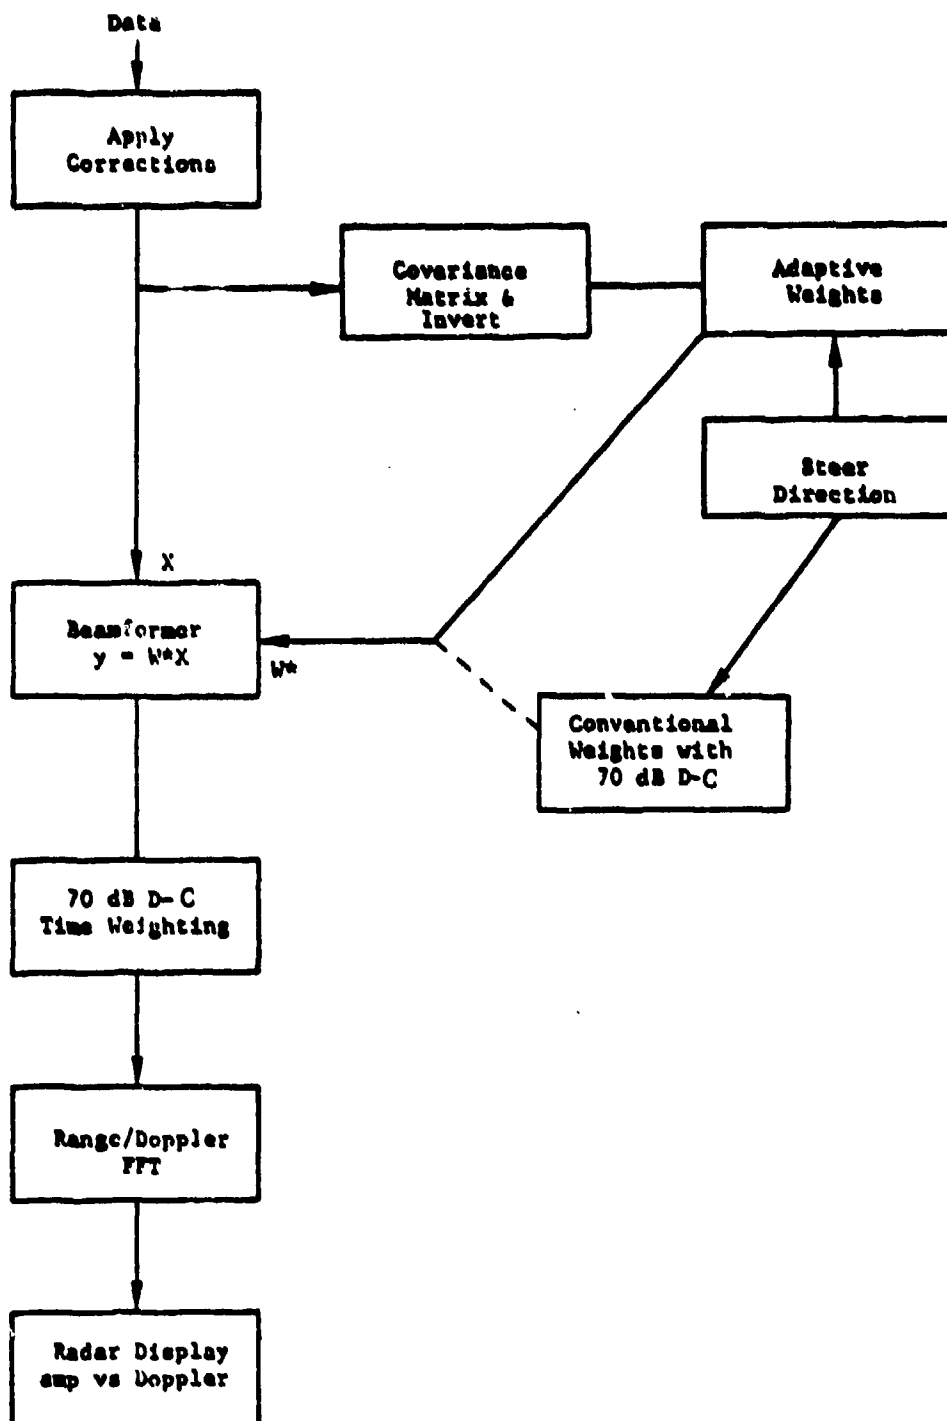 Data
Apply
Corrections
Covariance
Matrix &
Invert
Adaptive
Weights
Steer
Direction
X
Beamformer
y = W*X
W*
Conventional
Weights with
70 dB D-C
70 dB D-C
Time Weighting
Range/Doppler
FFT
Radar Display
amp vs Doppler